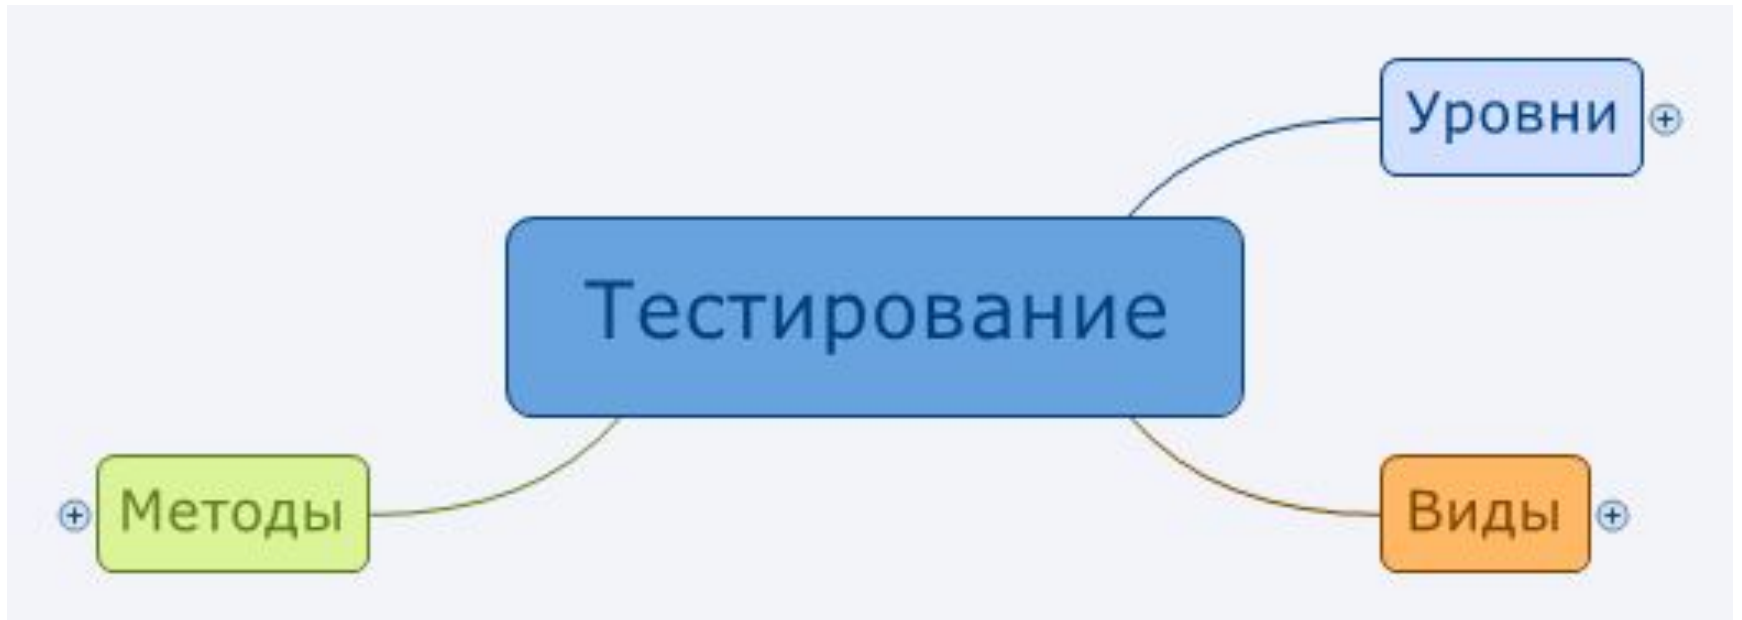 Уровни
Тестирование
Методы
Виды